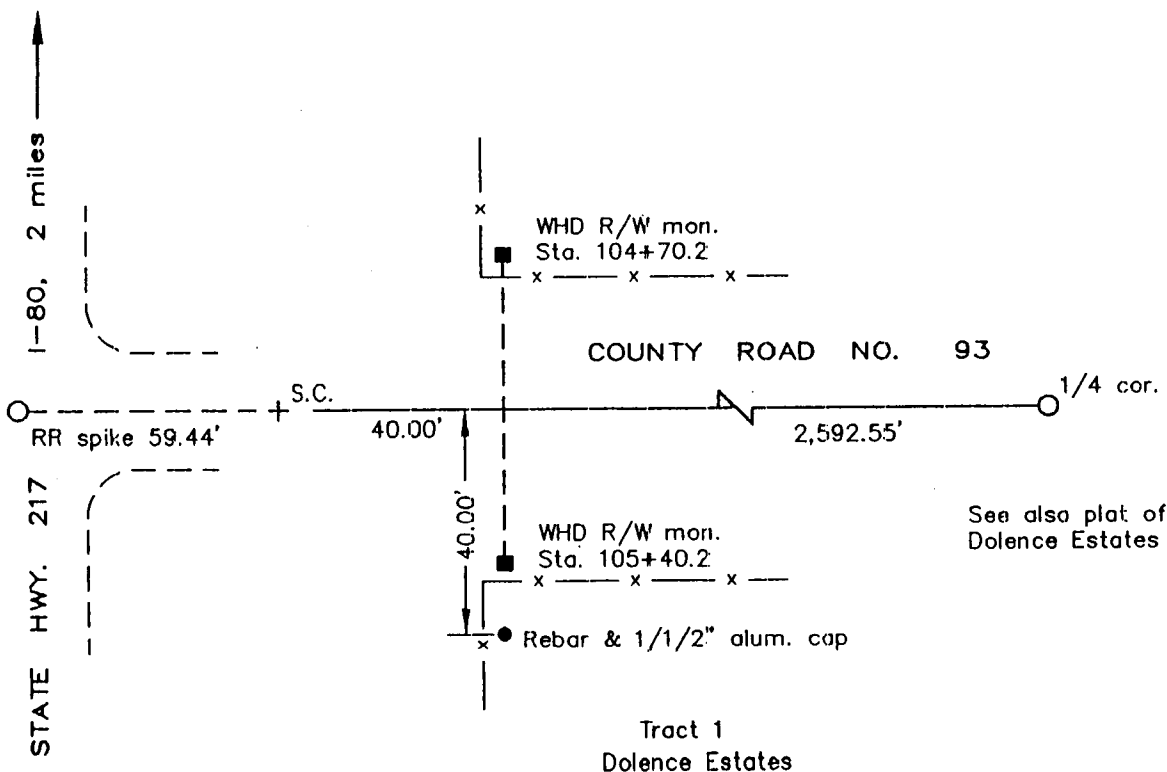 I-80, 2 miles
WHD R/W mon.
Sta. 104+70.2
COUNTY ROAD NO. 93
S.C.
1/4 cor.
RR spike 59.44'
40.00'
2,592.55'
STATE HWY. 217
40.00'
See also plat of
Dolence Estates
WHD R/W mon.
Sta. 105+40.2
Rebar & 1/1/2" alum. cap
Tract 1
Dolence Estates